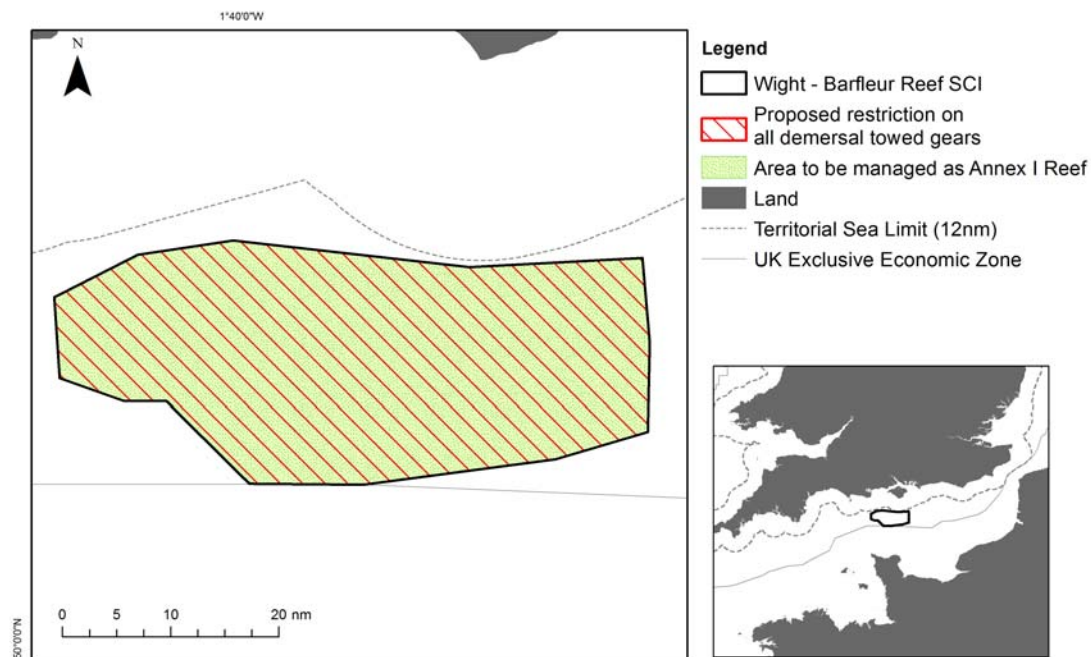 1°40'0"W
N
Legend
Wight - Barfleur Reef SCI
Proposed restriction on
all demersal towed gears
Area to be managed as Annex I Reef
Land
Territorial Sea Limit (12nm)
UK Exclusive Economic Zone
50°0'0"N
0 5 10 20 nm